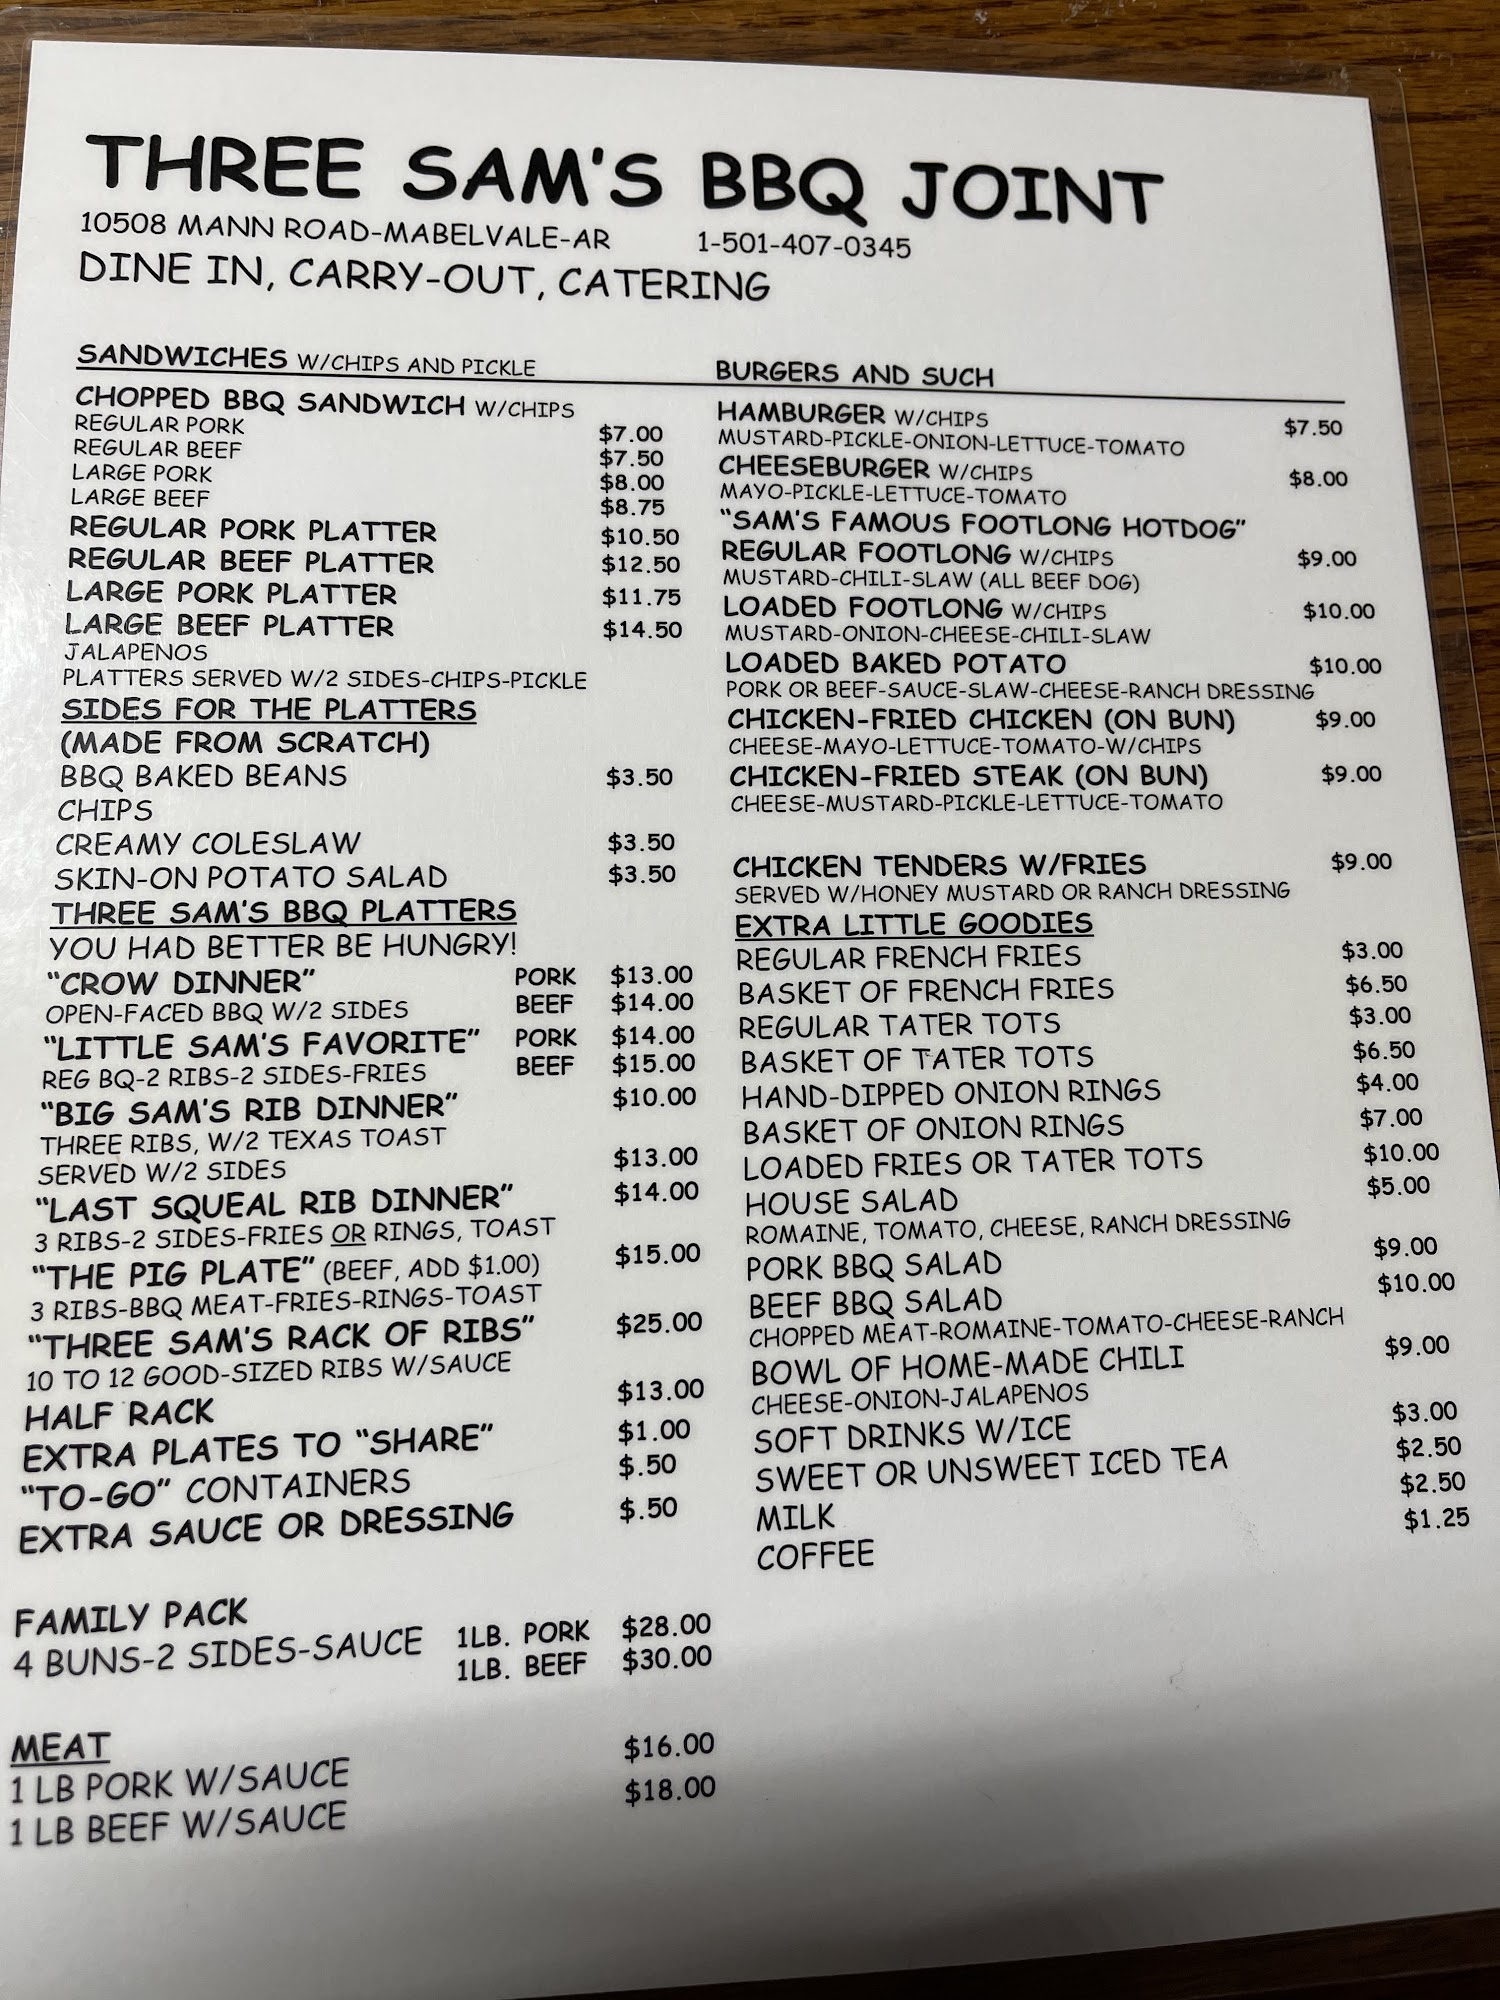 THREE SAM'S BBQ JOINT
10508 MANN ROAD-MABELVALE-AR 1-501-407-0345
DINE IN, CARRY-OUT, CATERING
SANDWICHES W/CHIPS AND PICKLE
CHOPPED BBQ SANDWICH W/CHIPS
REGULAR PORK $7.00
REGULAR BEEF $7.50
LARGE PORK $8.00
LARGE BEEF $8.75
REGULAR PORK PLATTER $10.50
REGULAR BEEF PLATTER $12.50
LARGE PORK PLATTER $11.75
LARGE BEEF PLATTER $14.50
JALAPENOS
PLATTERS SERVED W/2 SIDES-CHIPS-PICKLE
SIDES FOR THE PLATTERS
(MADE FROM SCRATCH)
BBQ BAKED BEANS $3.50
CHIPS
CREAMY COLESLAW $3.50
SKIN-ON POTATO SALAD $3.50
THREE SAM'S BBQ PLATTERS
YOU HAD BETTER BE HUNGRY!
"CROW DINNER" PORK $13.00
OPEN-FACED BBQ W/2 SIDES BEEF $14.00
"LITTLE SAM'S FAVORITE" PORK $14.00
REG BQ-2 RIBS-2 SIDES-FRIES BEEF $15.00
"BIG SAM'S RIB DINNER" $10.00
THREE RIBS, W/2 TEXAS TOAST
SERVED W/2 SIDES $13.00
"LAST SQUEAL RIB DINNER" $14.00
3 RIBS-2 SIDES-FRIES OR RINGS, TOAST
"THE PIG PLATE" (BEEF, ADD $1.00) $15.00
3 RIBS-BBQ MEAT-FRIES-RINGS-TOAST
"THREE SAM'S RACK OF RIBS" $25.00
10 TO 12 GOOD-SIZED RIBS W/SAUCE
HALF RACK $13.00
EXTRA PLATES TO "SHARE" $1.00
"TO-GO" CONTAINERS $.50
EXTRA SAUCE OR DRESSING $.50
FAMILY PACK
4 BUNS-2 SIDES-SAUCE 1LB. PORK $28.00
1LB. BEEF $30.00
MEAT
1 LB PORK W/SAUCE $16.00
1 LB BEEF W/SAUCE $18.00
BURGERS AND SUCH
HAMBURGER W/CHIPS $7.50
MUSTARD-PICKLE-ONION-LETTUCE-TOMATO
CHEESEBURGER W/CHIPS $8.00
MAYO-PICKLE-LETTUCE-TOMATO
"SAM'S FAMOUS FOOTLONG HOTDOG"
REGULAR FOOTLONG W/CHIPS $9.00
MUSTARD-CHILI-SLAW (ALL BEEF DOG)
LOADED FOOTLONG W/CHIPS $10.00
MUSTARD-ONION-CHEESE-CHILI-SLAW
LOADED BAKED POTATO $10.00
PORK OR BEEF-SAUCE-SLAW-CHEESE-RANCH DRESSING
CHICKEN-FRIED CHICKEN (ON BUN) $9.00
CHEESE-MAYO-LETTUCE-TOMATO-W/CHIPS
CHICKEN-FRIED STEAK (ON BUN) $9.00
CHEESE-MUSTARD-PICKLE-LETTUCE-TOMATO
CHICKEN TENDERS W/FRIES $9.00
SERVED W/HONEY MUSTARD OR RANCH DRESSING
EXTRA LITTLE GOODIES
REGULAR FRENCH FRIES $3.00
BASKET OF FRENCH FRIES $6.50
REGULAR TATER TOTS $3.00
BASKET OF TATER TOTS $6.50
HAND-DIPPED ONION RINGS $4.00
BASKET OF ONION RINGS $7.00
LOADED FRIES OR TATER TOTS $10.00
HOUSE SALAD $5.00
ROMAINE, TOMATO, CHEESE, RANCH DRESSING
PORK BBQ SALAD $9.00
BEEF BBQ SALAD $10.00
CHOPPED MEAT-ROMAINE-TOMATO-CHEESE-RANCH
BOWL OF HOME-MADE CHILI $9.00
CHEESE-ONION-JALAPENOS
SOFT DRINKS W/ICE $3.00
SWEET OR UNSWEET ICED TEA $2.50
MILK $2.50
COFFEE $1.25